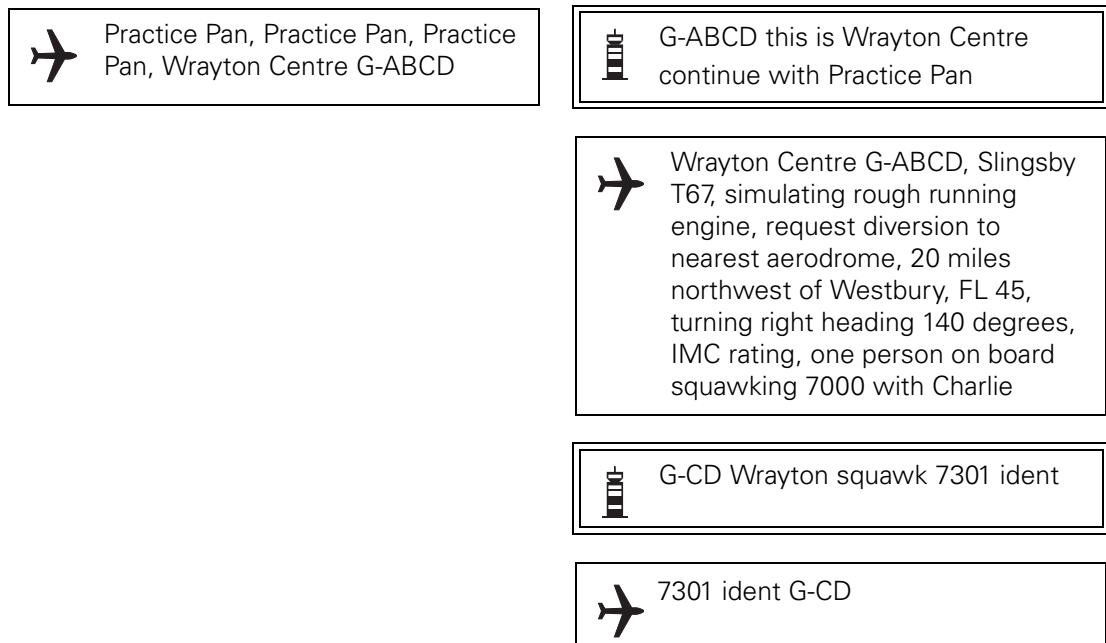 Practice Pan, Practice Pan, Practice
Pan, Wrayton Centre G-ABCD
G-ABCD this is Wrayton Centre
continue with Practice Pan
Wrayton Centre G-ABCD, Slingsby
T67, simulating rough running
engine, request diversion to
nearest aerodrome, 20 miles
northwest of Westbury, FL 45,
turning right heading 140 degrees,
IMC rating, one person on board
squawking 7000 with Charlie
G-CD Wrayton squawk 7301 ident
7301 ident G-CD